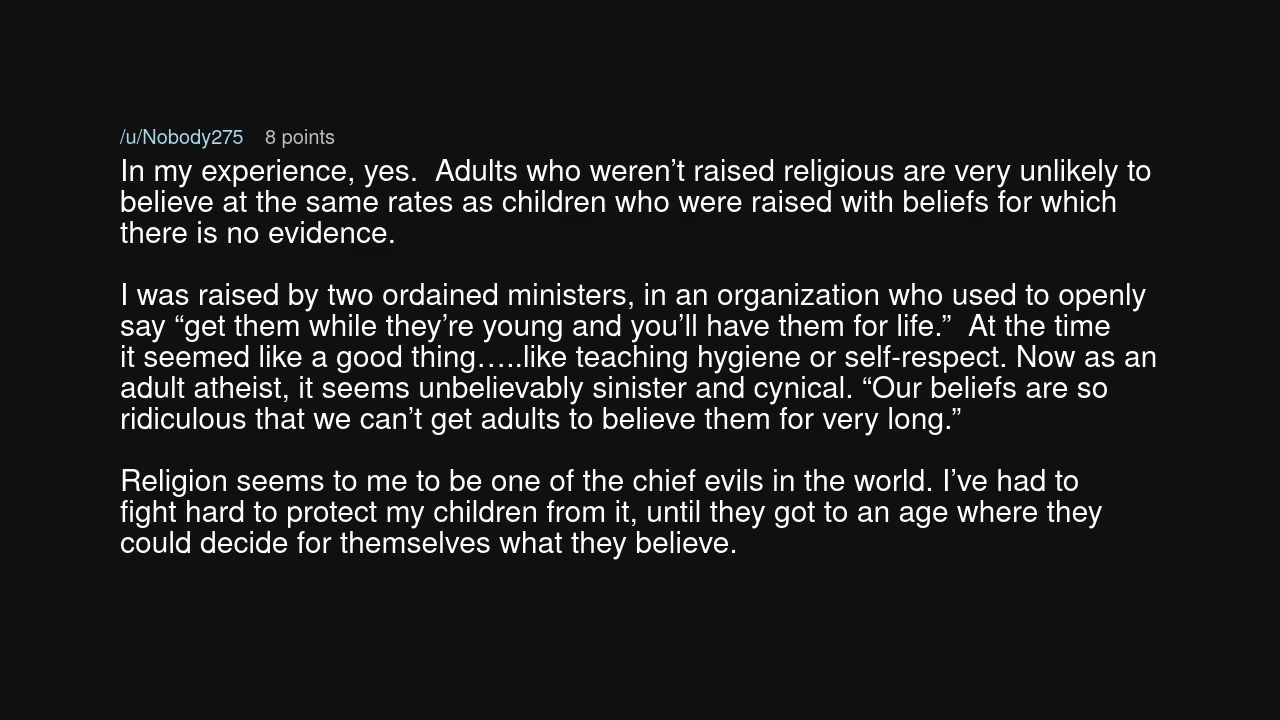 /u/Nobody275 8 points
In my experience, yes.  Adults who weren’t raised religious are very unlikely to
believe at the same rates as children who were raised with beliefs for which
there is no evidence.
I was raised by two ordained ministers, in an organization who used to openly
say “get them while they’re young and you’ll have them for life.”  At the time
it seemed like a good thing…..like teaching hygiene or self-respect. Now as an
adult atheist, it seems unbelievably sinister and cynical. “Our beliefs are so
ridiculous that we can’t get adults to believe them for very long.”
Religion seems to me to be one of the chief evils in the world. I’ve had to
fight hard to protect my children from it, until they got to an age where they
could decide for themselves what they believe.